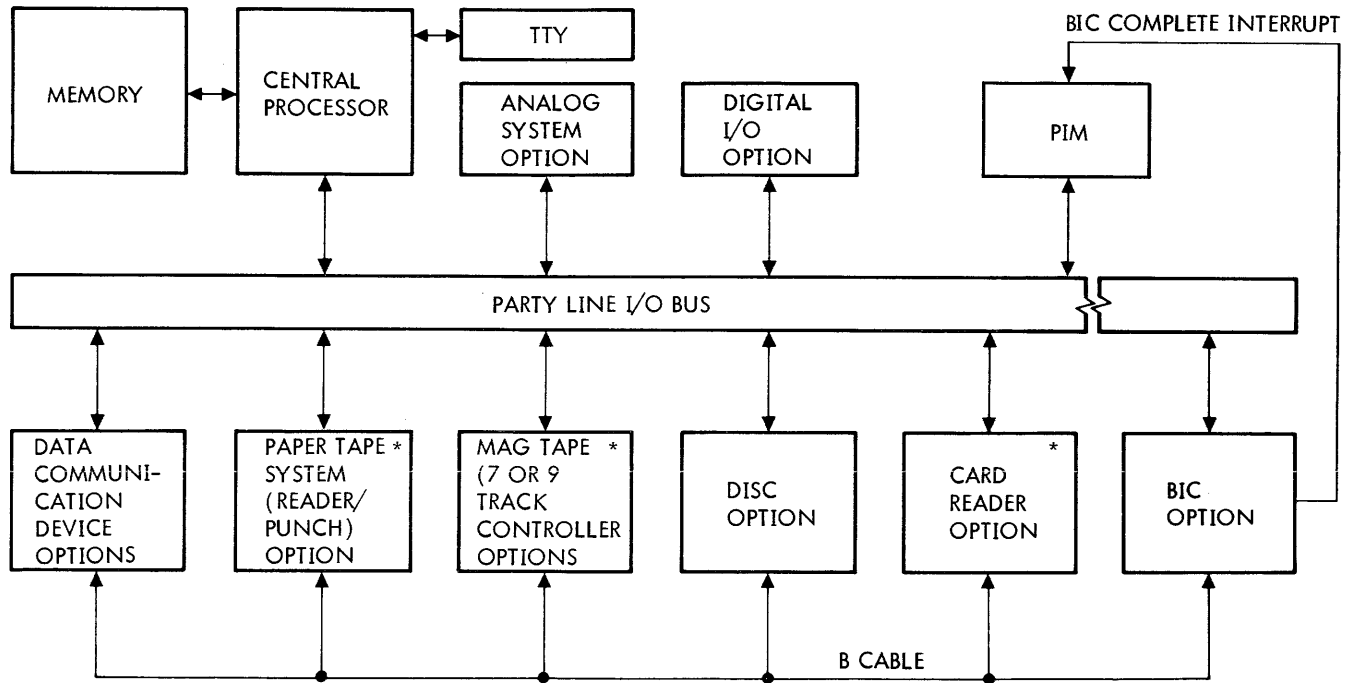 BIC COMPLETE INTERRUPT
TTY
MEMORY
CENTRAL
PROCESSOR
ANALOG
SYSTEM
OPTION
DIGITAL
I/O
OPTION
PIM
PARTY LINE I/O BUS
DATA
COMMUNI-
CATION
DEVICE
OPTIONS
PAPER TAPE *
SYSTEM
(READER/
PUNCH)
OPTION
MAG TAPE *
(7 OR 9
TRACK
CONTROLLER
OPTIONS
DISC
OPTION
*
CARD
READER
OPTION
BIC
OPTION
B CABLE